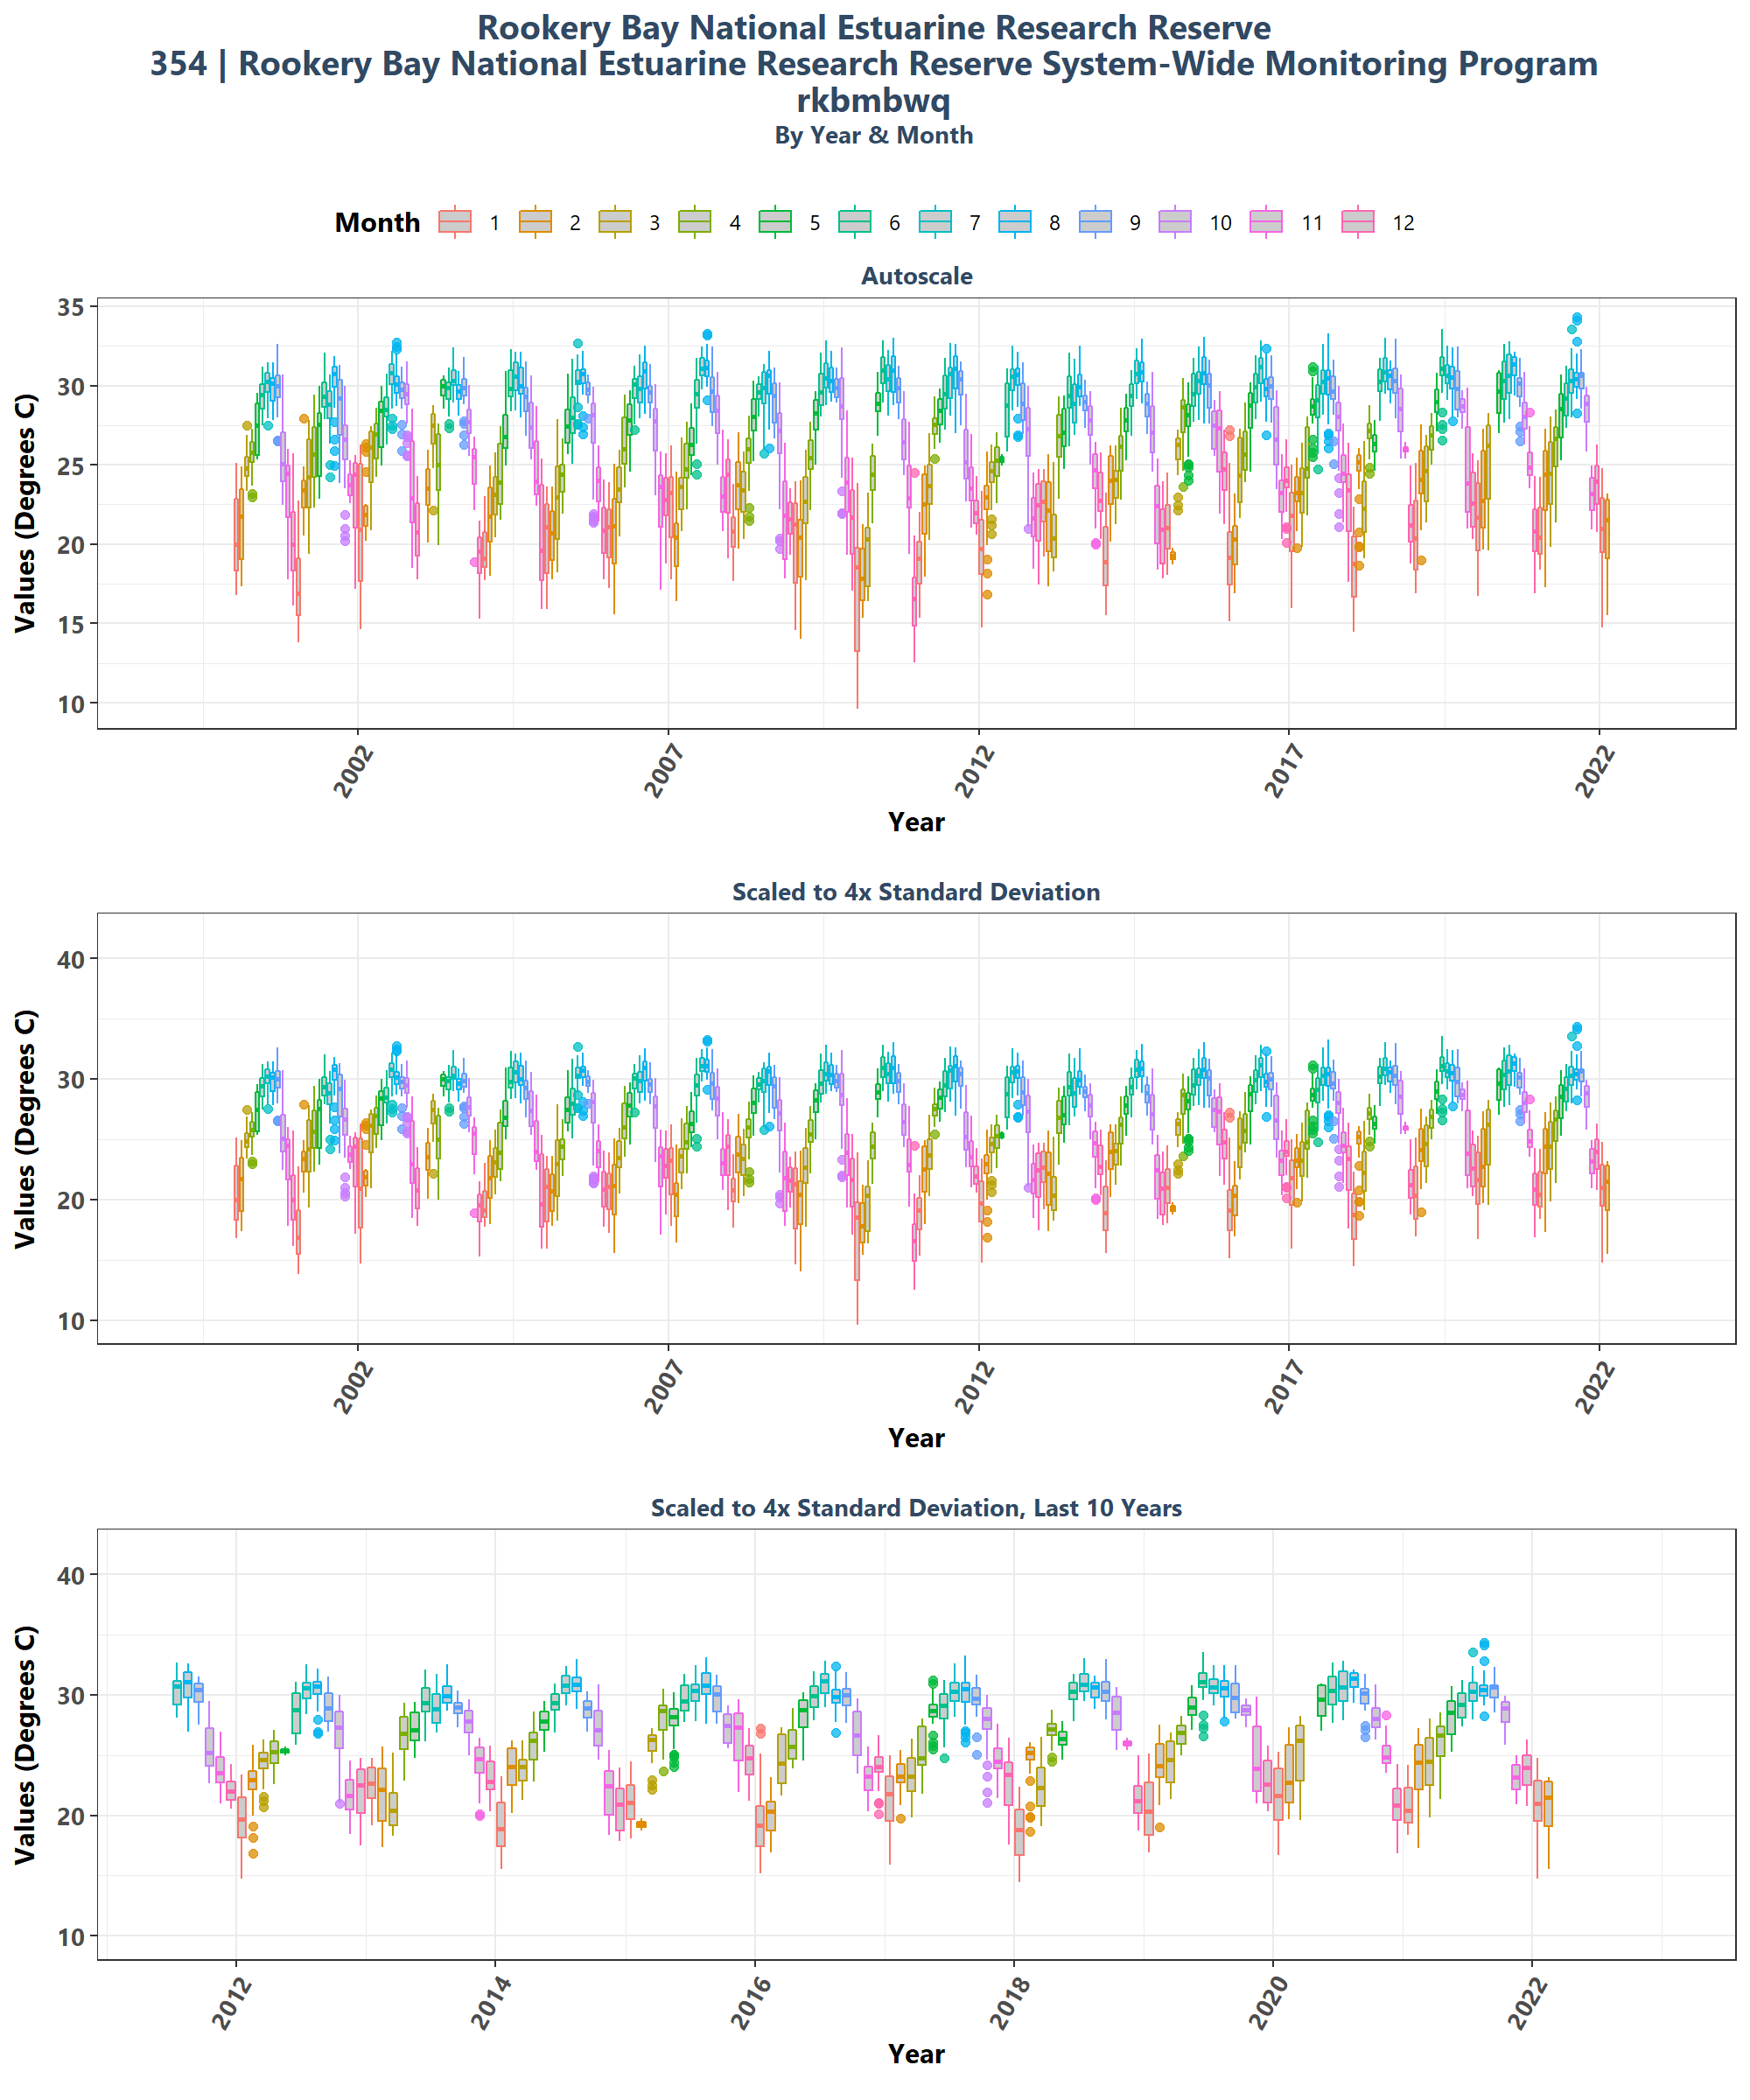 Rookery Bay National Estuarine Research Reserve
354 | Rookery Bay National Estuarine Research Reserve System-Wide Monitoring Program
rkbmbwq
By Year & Month
Month 1 2 3 4 5 6 7 8 9 10 11 12
Autoscale
Values (Degrees C)
35
30
25
20
15
10
2002 2007 2012 2017 2022
Year
Scaled to 4x Standard Deviation
Values (Degrees C)
40
30
20
10
2002 2007 2012 2017 2022
Year
Scaled to 4x Standard Deviation, Last 10 Years
Values (Degrees C)
40
30
20
10
2012 2014 2016 2018 2020 2022
Year